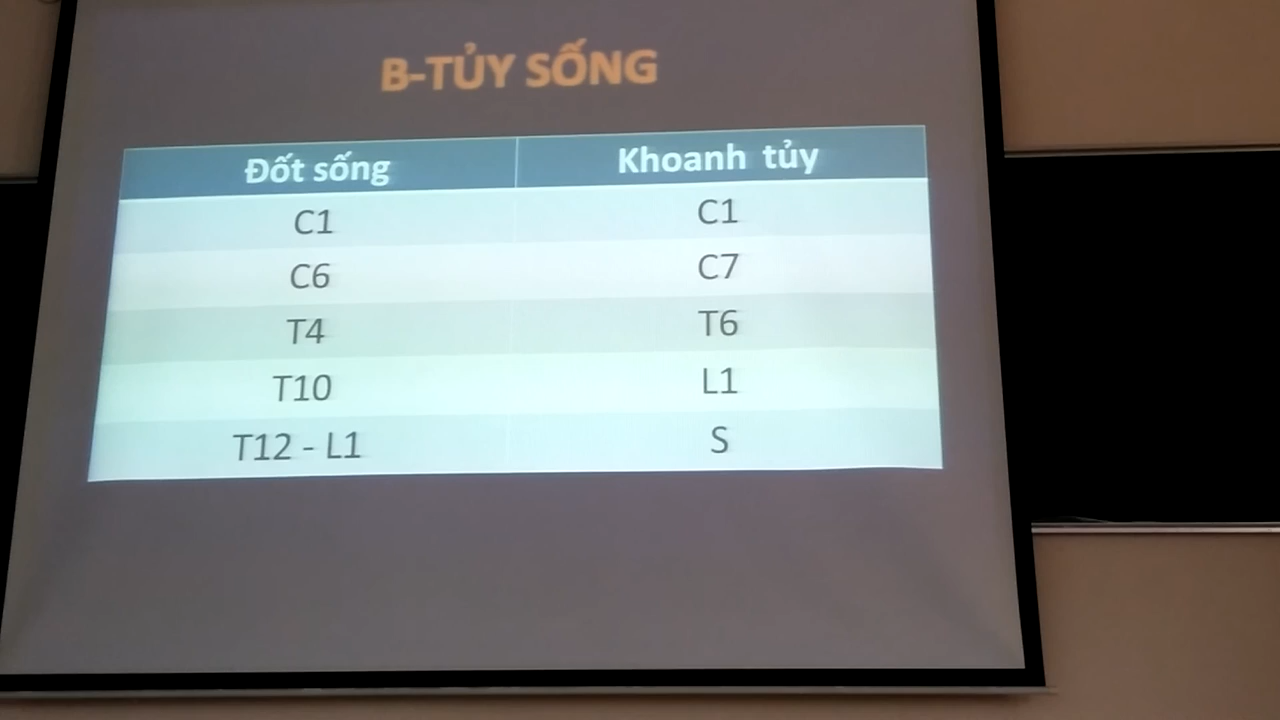 B-TỦY SỐNG
Đốt sống Khoanh tủy
C1 C1
C6 C7
T4 T6
T10 L1
T12 - L1 S